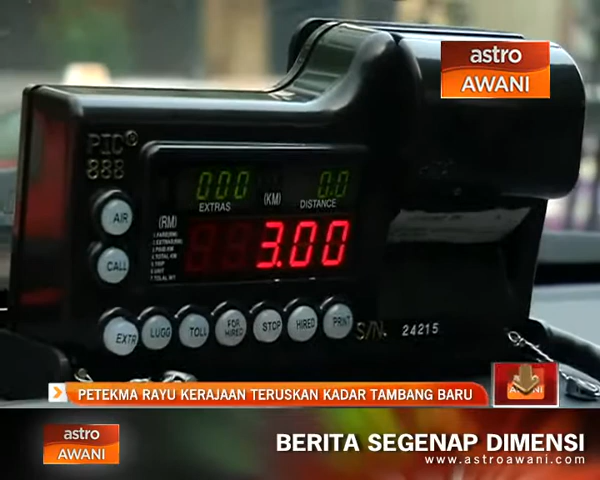 astro
AWANI
astro
AWANI
PIC®
888
000
(KM)
0.0
EXTRAS
DISTANCE
(RM)
3.00
AIR
CALL
EXTR
LUGG
TOLL
FOR
HIRED
STOP
HIRED
PRINT
S/N.
24215
PETEKMA RAYU KERAJAAN TERUSKAN KADAR TAMBANG BARU
astro
AWANI
BERITA SEGENAP DIMENSI
www.astroawani.com